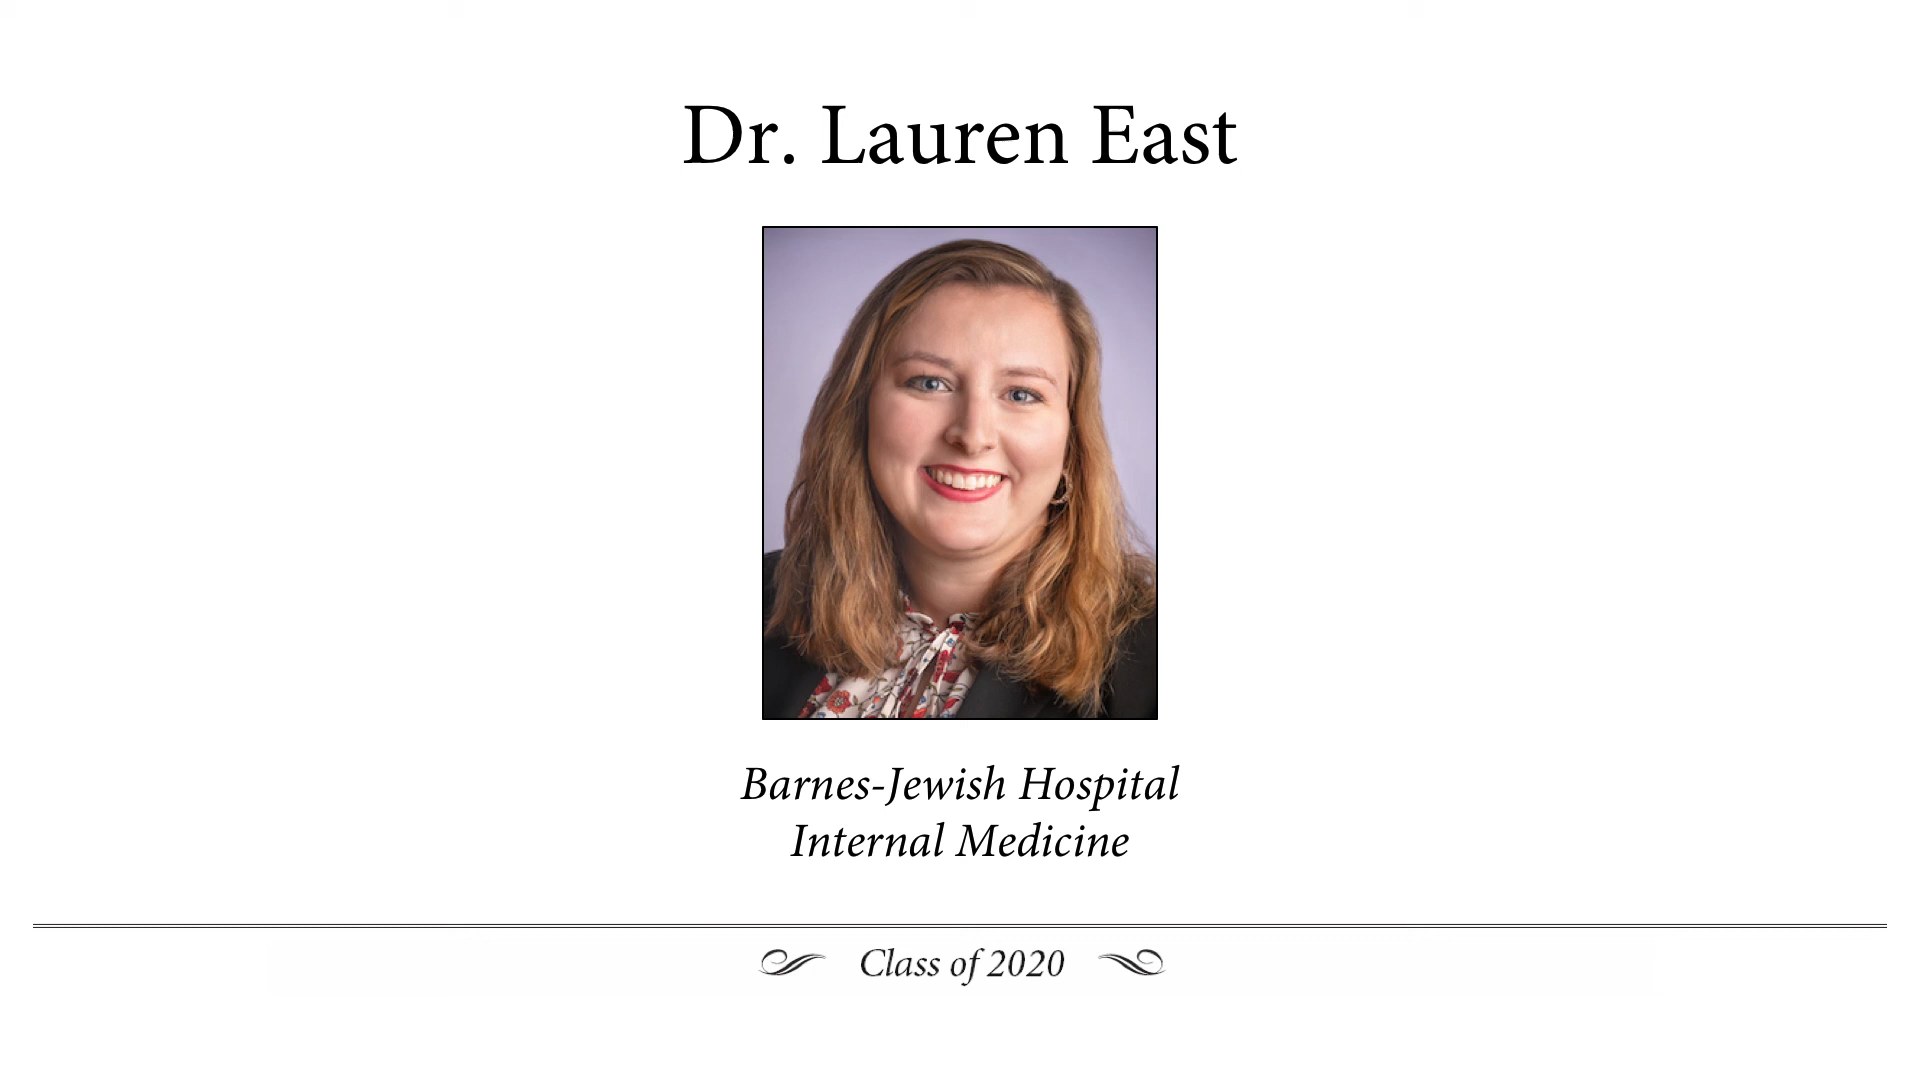 Dr. Lauren East
Barnes-Jewish Hospital
Internal Medicine
Class of 2020